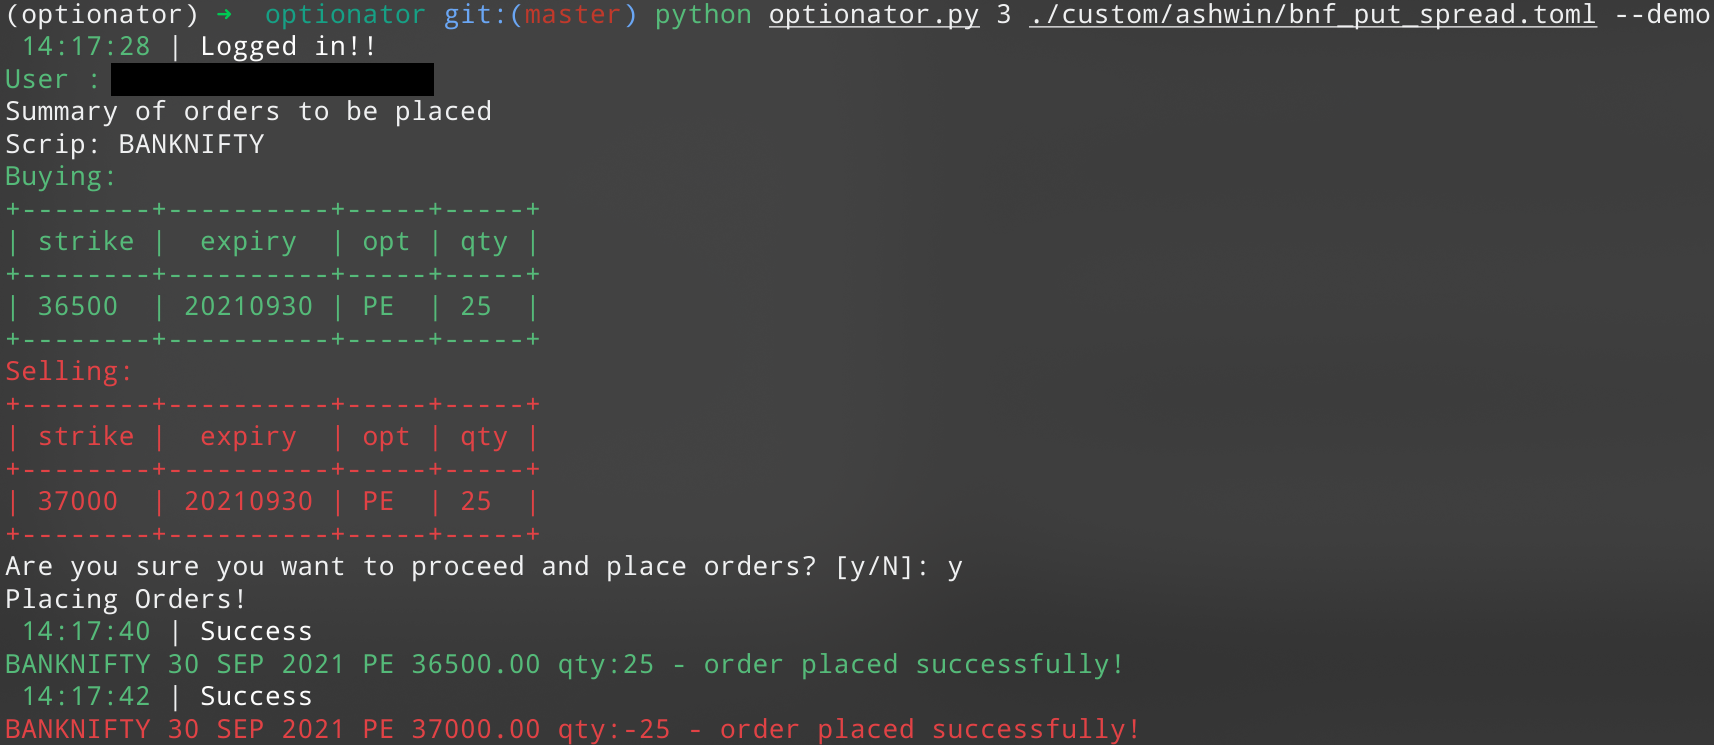 (optionator) ➜  optionator git:(master) python optionator.py 3 ./custom/ashwin/bnf_put_spread.toml --demo
 14:17:28 | Logged in!!
User :
Summary of orders to be placed
Scrip: BANKNIFTY
Buying:
+--------+----------+-----+-----+
| strike |  expiry  | opt | qty |
+--------+----------+-----+-----+
| 36500  | 20210930 | PE  | 25  |
+--------+----------+-----+-----+
Selling:
+--------+----------+-----+-----+
| strike |  expiry  | opt | qty |
+--------+----------+-----+-----+
| 37000  | 20210930 | PE  | 25  |
+--------+----------+-----+-----+
Are you sure you want to proceed and place orders? [y/N]: y
Placing Orders!
 14:17:40 | Success
BANKNIFTY 30 SEP 2021 PE 36500.00 qty:25 - order placed successfully!
 14:17:42 | Success
BANKNIFTY 30 SEP 2021 PE 37000.00 qty:-25 - order placed successfully!